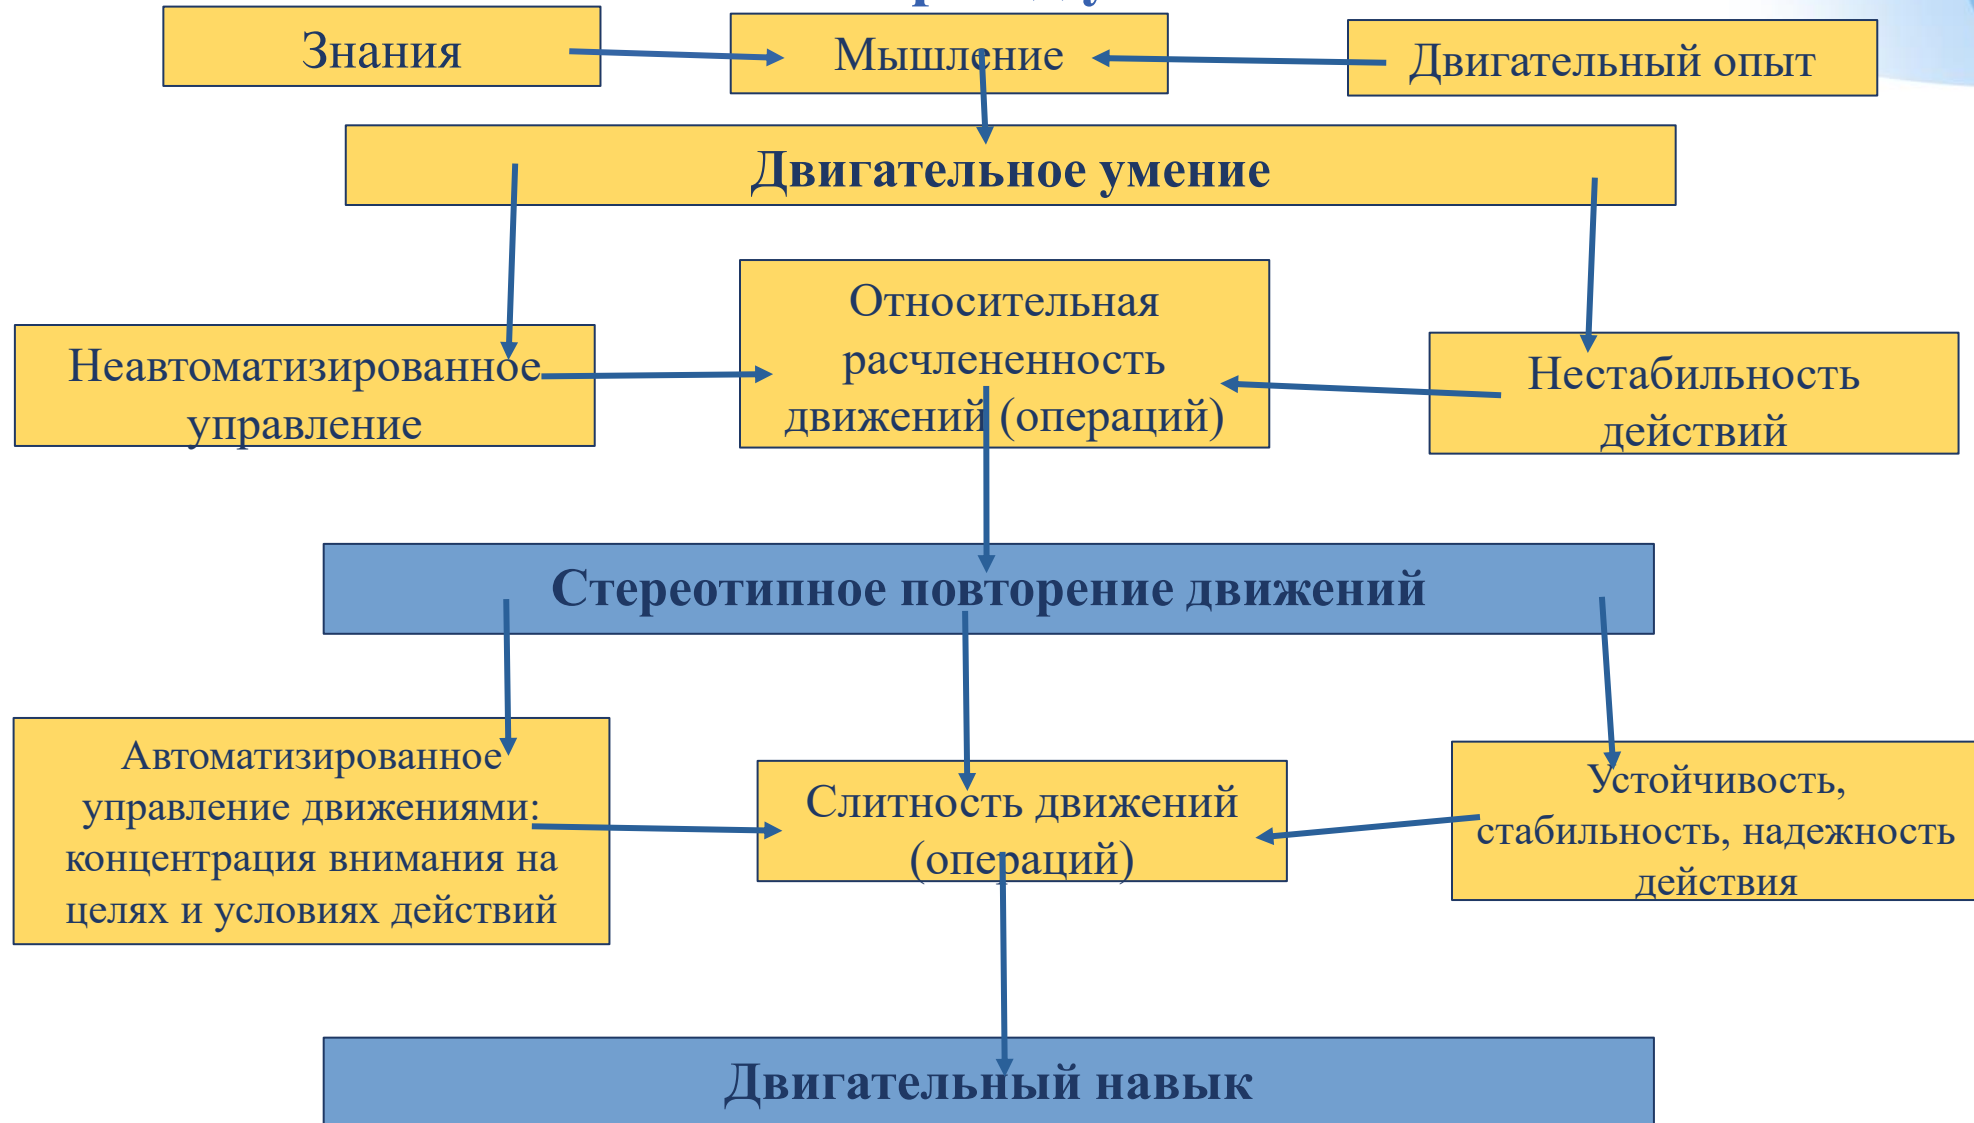 Знания
Мышление
Двигательный опыт
Двигательное умение
Неавтоматизированное
управление
Относительная
расчлененность
движений (операций)
Нестабильность
действий
Стереотипное повторение движений
Автоматизированное
управление движениями:
концентрация внимания на
целях и условиях действий
Слитность движений
(операций)
Устойчивость,
стабильность, надежность
действия
Двигательный навык